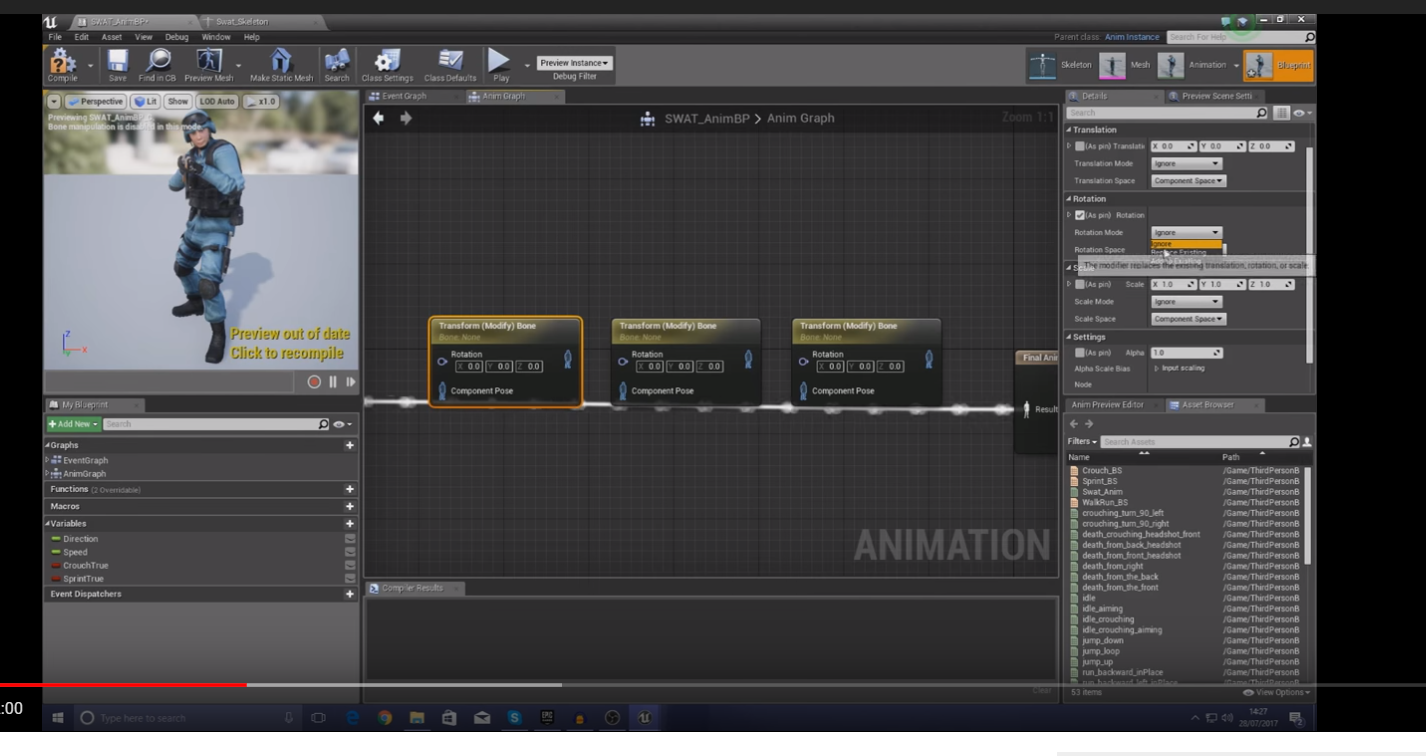 SWAT_AnimBP*
Swat_Skeleton
File Edit Asset View Debug Window Help
Parent class: Anim Instance
Search For Help
Compile
Save
Find in CB
Preview Mesh
Make Static Mesh
Search
Class Settings
Class Defaults
Play
Preview Instance
Debug Filter
Skeleton
Mesh
Animation
Blueprint
Perspective
Lit
Show
LOD Auto
x1.0
Previewing SWAT_AnimBP_C.
Bone manipulation is disabled in this mode
Z
X
Preview out of date
Click to recompile
My Blueprint
+ Add New
Search
Graphs
EventGraph
AnimGraph
Functions (2 Overridable)
Macros
Variables
Direction
Speed
CrouchTrue
SprintTrue
Event Dispatchers
Event Graph
Anim Graph
SWAT_AnimBP > Anim Graph
Zoom 1:1
Transform (Modify) Bone
Bone: None
Rotation
X 0.0 Y 0.0 Z 0.0
Component Pose
Transform (Modify) Bone
Bone: None
Rotation
X 0.0 Y 0.0 Z 0.0
Component Pose
Transform (Modify) Bone
Bone: None
Rotation
X 0.0 Y 0.0 Z 0.0
Component Pose
Final Anim
Result
ANIMATION
Compiler Results
Clear
Details
Preview Scene Setti
Search
Translation
(As pin) Translati X 0.0 Y 0.0 Z 0.0
Translation Mode Ignore
Translation Space Component Space
Rotation
(As pin) Rotation
Rotation Mode Ignore
Ignore
Rotation Space
Replace Existing
The modifier replaces the existing translation, rotation, or scale.
(As pin) Scale X 1.0 Y 1.0 Z 1.0
Scale Mode Ignore
Scale Space Component Space
Settings
(As pin) Alpha 1.0
Alpha Scale Bias Input scaling
Node
Anim Preview Editor
Asset Browser
Filters
Search Assets
Name Path
Crouch_BS /Game/ThirdPersonB
Sprint_BS /Game/ThirdPersonB
Swat_Anim /Game/ThirdPersonB
WalkRun_BS /Game/ThirdPersonB
crouching_turn_90_left /Game/ThirdPersonB
crouching_turn_90_right /Game/ThirdPersonB
death_crouching_headshot_front /Game/ThirdPersonB
death_from_back_headshot /Game/ThirdPersonB
death_from_front_headshot /Game/ThirdPersonB
death_from_right /Game/ThirdPersonB
death_from_the_back /Game/ThirdPersonB
death_from_the_front /Game/ThirdPersonB
idle /Game/ThirdPersonB
idle_aiming /Game/ThirdPersonB
idle_crouching /Game/ThirdPersonB
idle_crouching_aiming /Game/ThirdPersonB
jump_down /Game/ThirdPersonB
jump_loop /Game/ThirdPersonB
jump_up /Game/ThirdPersonB
run_backward_inPlace /Game/ThirdPersonB
run_backward_left_inPlace /Game/ThirdPersonB
53 items
View Options
:00
Type here to search
14:27
28/07/2017